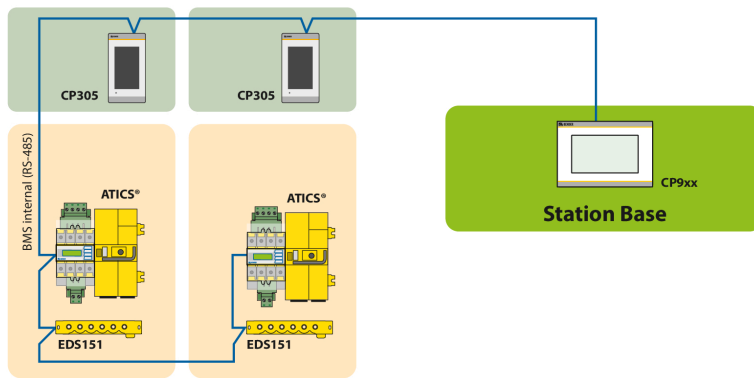 CP305
CP305
CP9xx
Station Base
BMS internal (RS-485)
ATICS®
ATICS®
EDS151
EDS151